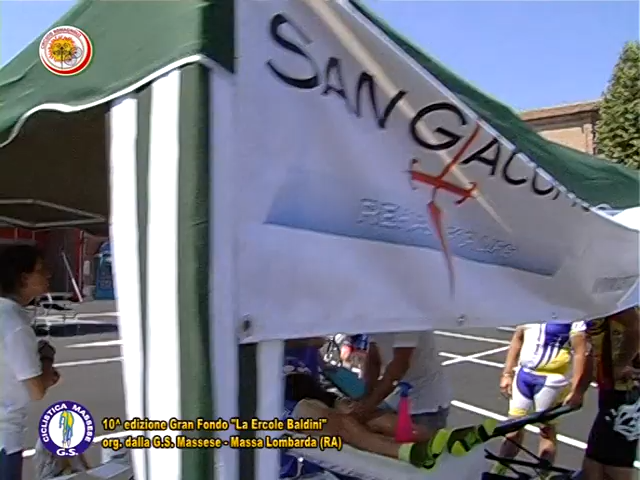 SAN GIACOMO
10^ edizione Gran Fondo "La Ercole Baldini"
org. dalla G.S. Massese - Massa Lombarda (RA)
CICLISTICA MASSESE
G.S.